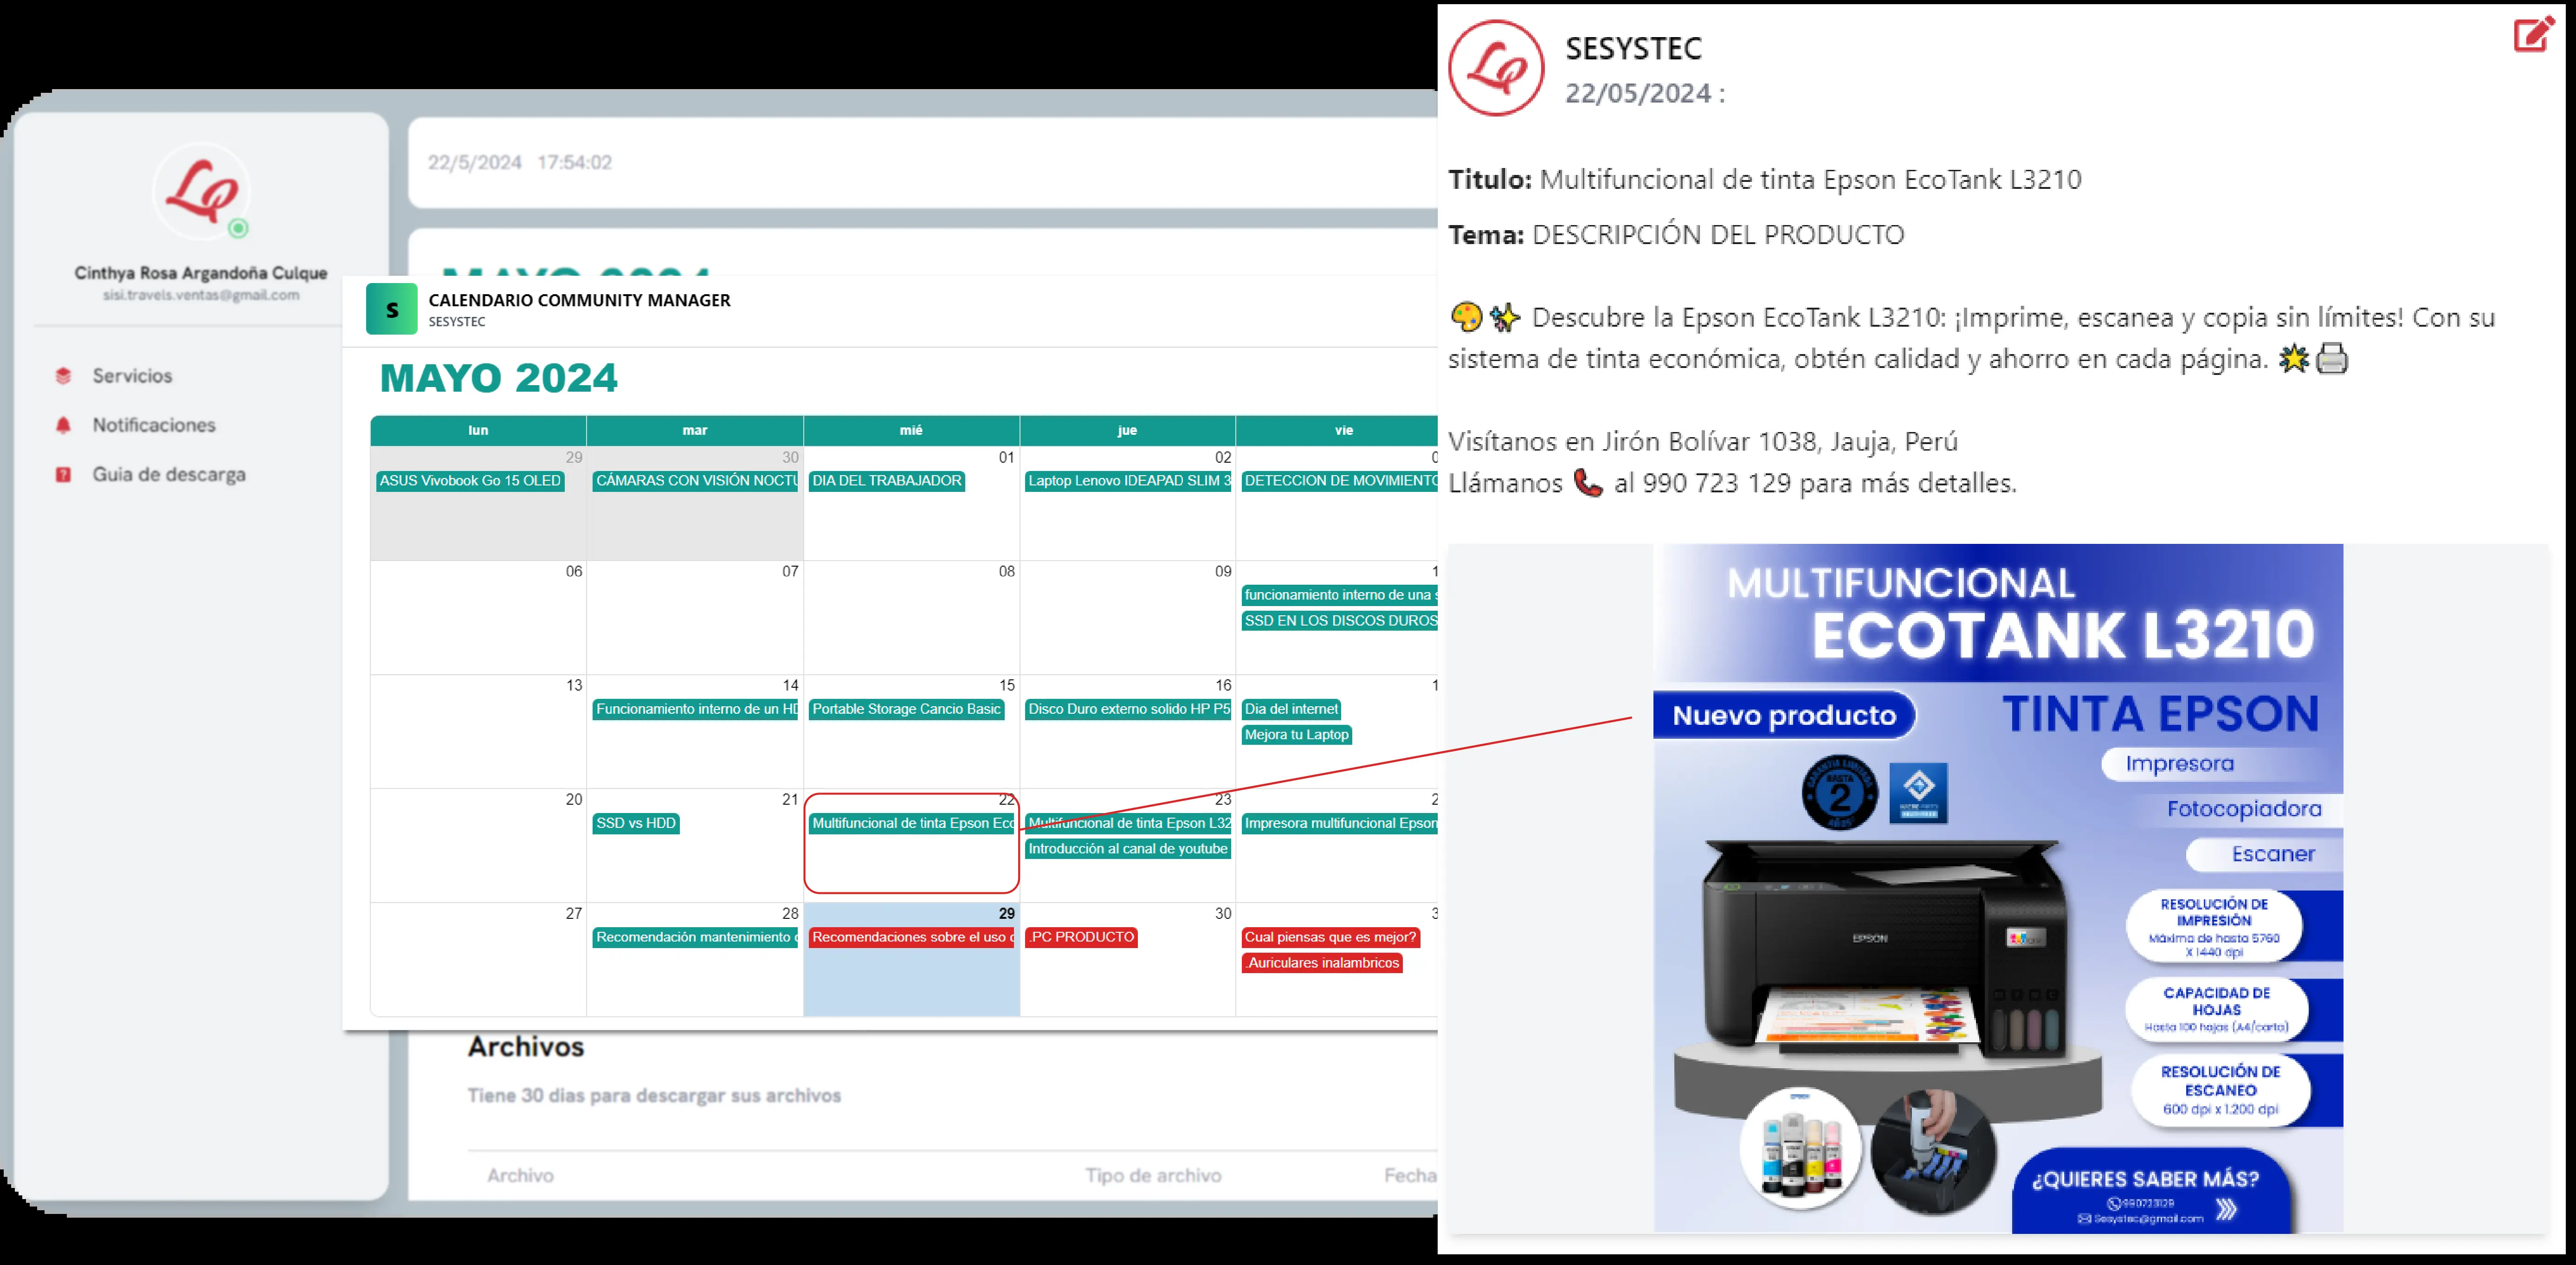 22/5/2024 17:54:02
Cinthya Rosa Argandoña Culque
sisi.travels.ventas@gmail.com
Servicios
Notificaciones
Guia de descarga
MAYO 2024
S
CALENDARIO COMMUNITY MANAGER
SESYSTEC
MAYO 2024
lun mar mié jue vie
29 30 01 02 0
ASUS Vivobook Go 15 OLED CÁMARAS CON VISIÓN NOCTU DIA DEL TRABAJADOR Laptop Lenovo IDEAPAD SLIM 3 DETECCION DE MOVIMIENTO
06 07 08 09 1
funcionamiento interno de una s
SSD EN LOS DISCOS DUROS
13 14 15 16 1
Funcionamiento interno de un HD Portable Storage Cancio Basic Disco Duro externo solido HP P5 Dia del internet
Mejora tu Laptop
20 21 22 23 2
SSD vs HDD Multifuncional de tinta Epson Eco Multifuncional de tinta Epson L32 Impresora multifuncional Epson
Introducción al canal de youtube
27 28 29 30 3
Recomendación mantenimiento d Recomendaciones sobre el uso d .PC PRODUCTO Cual piensas que es mejor?
.Auriculares inalambricos
Archivos
Tiene 30 dias para descargar sus archivos
Archivo Tipo de archivo Fecha
LQ
SESYSTEC
22/05/2024 :
Titulo: Multifuncional de tinta Epson EcoTank L3210
Tema: DESCRIPCIÓN DEL PRODUCTO
🎨✨ Descubre la Epson EcoTank L3210: ¡Imprime, escanea y copia sin límites! Con su
sistema de tinta económica, obtén calidad y ahorro en cada página. 🌟🖨️
Visítanos en Jirón Bolívar 1038, Jauja, Perú
Llámanos 📞 al 990 723 129 para más detalles.
MULTIFUNCIONAL
ECOTANK L3210
Nuevo producto
TINTA EPSON
Impresora
Fotocopiadora
Escaner
HASTA
2
AÑOS
EPSON
RESOLUCIÓN DE
IMPRESIÓN
Máximo de hasta 5760
X 1440 dpi
CAPACIDAD DE
HOJAS
Hasta 100 hojas (A4/carta)
RESOLUCIÓN DE
ESCANEO
600 dpi x 1.200 dpi
¿QUIERES SABER MÁS?
990723129
Sesystec@gmail.com